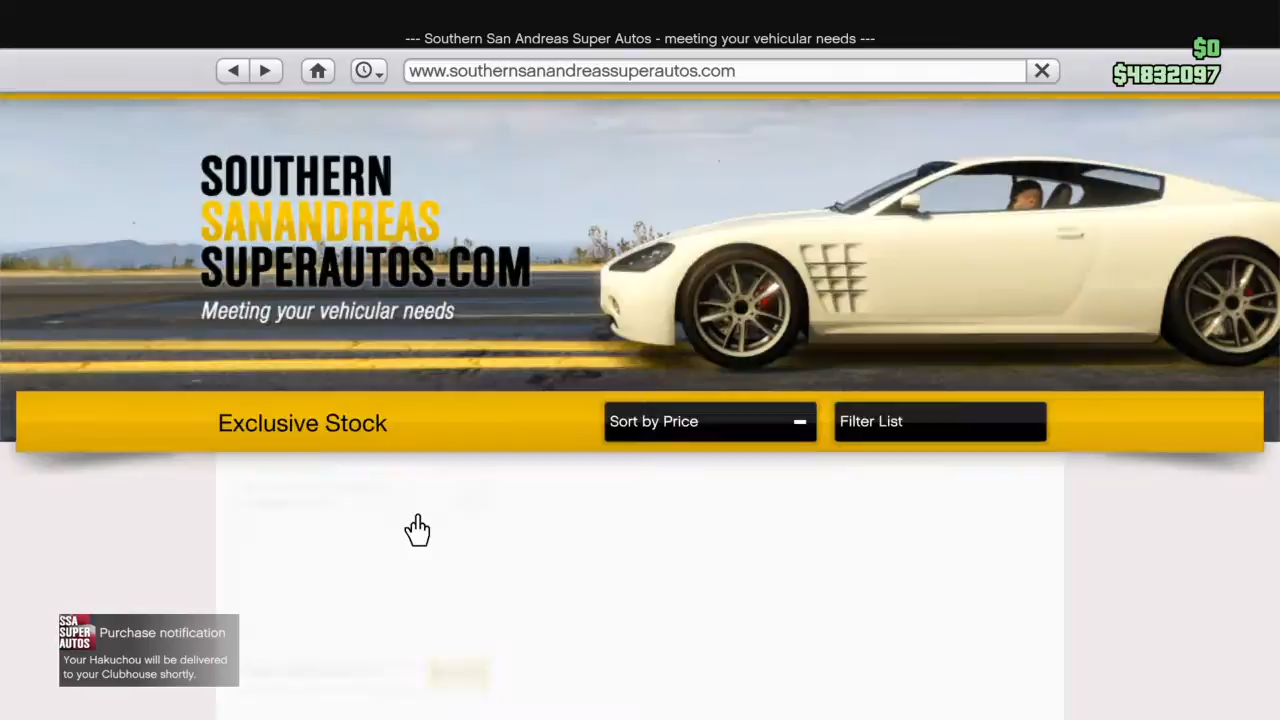 --- Southern San Andreas Super Autos - meeting your vehicular needs ---
$0
www.southernsanandreassuperautos.com
$4832097
SOUTHERN
SANANDREAS
SUPERAUTOS.COM
Meeting your vehicular needs
Exclusive Stock
Sort by Price
Filter List
SSA
SUPER
AUTOS
Purchase notification
Your Hakuchou will be delivered
to your Clubhouse shortly.